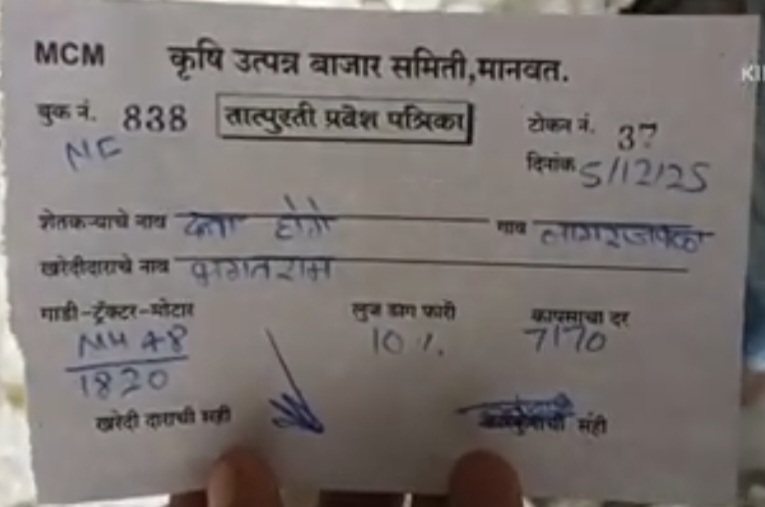 MCM कृषि उत्पन्न बाजार समिती,मानवत.
बुक नं. 838 तात्पुरती प्रवेश पत्रिका टोकन नं. 37
दिनांक 5/12/25
शेतकऱ्याचे नाव दत्ता होगे गाव
खरेदीदाराचे नाव
गाडी-ट्रॅक्टर-मोटार लुज डाग फारी कापसाचा दर
MH 48 10 %. 7170
1820
खरेदी दाराची सही संही